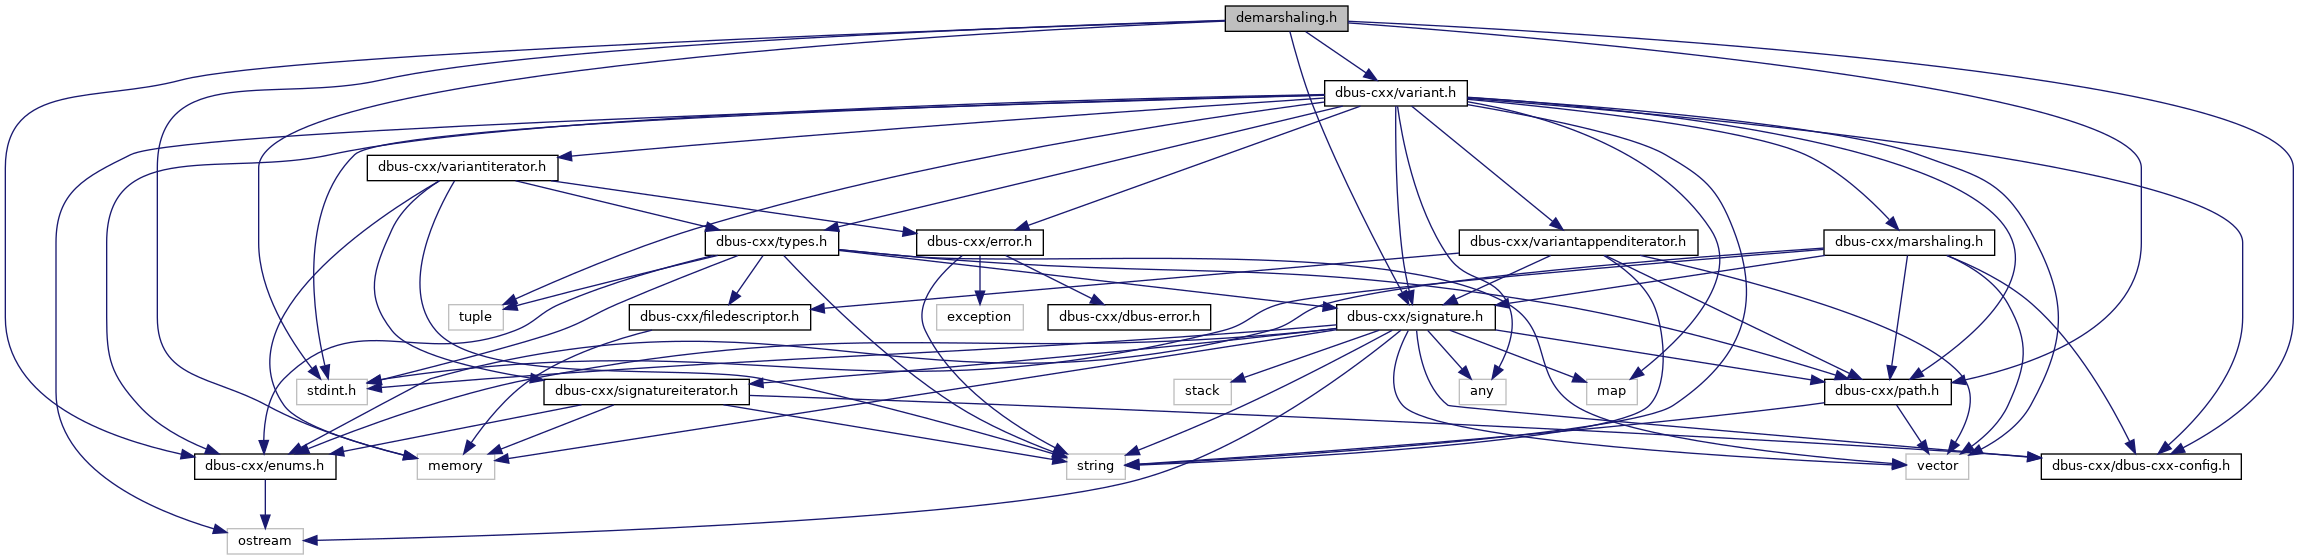 demarshaling.h
dbus-cxx/variant.h
dbus-cxx/variantiterator.h
dbus-cxx/types.h
dbus-cxx/error.h
dbus-cxx/variantappenditerator.h
dbus-cxx/marshaling.h
tuple
dbus-cxx/filedescriptor.h
exception
dbus-cxx/dbus-error.h
dbus-cxx/signature.h
stdint.h
dbus-cxx/signatureiterator.h
stack
any
map
dbus-cxx/path.h
dbus-cxx/enums.h
memory
string
vector
dbus-cxx/dbus-cxx-config.h
ostream